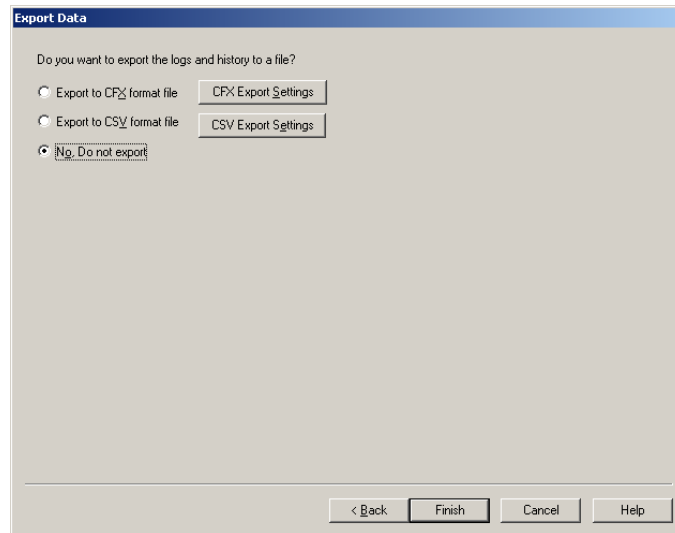 Export Data
Do you want to export the logs and history to a file?
Export to CFX format file
CFX Export Settings
Export to CSV format file
CSV Export Settings
No, Do not export
< Back
Finish
Cancel
Help